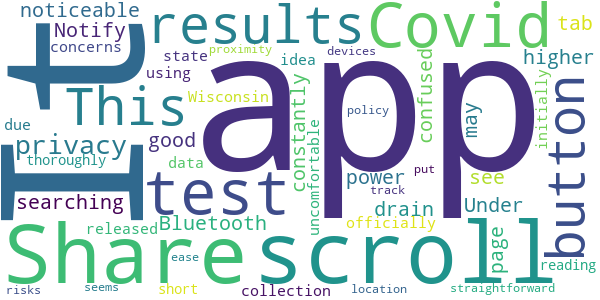 noticeable
Notify
concerns
state
using
results
proximity
idea
devices
Covid
tab
higher
It
This
Wisconsin
app
constantly
uncomfortable
policy
confused
may
initially
button
due
privacy
thoroughly
good
data
test
power
see
searching
track
put
drain
Under
Share
released
Bluetooth
officially
scroll
page
reading
risks
seems
ease
short
collection
location
straightforward